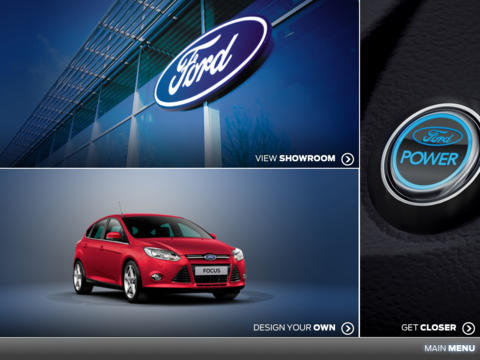 Ford
VIEW SHOWROOM
Ford
POWER
FOCUS
DESIGN YOUR OWN
GET CLOSER
MAIN MENU